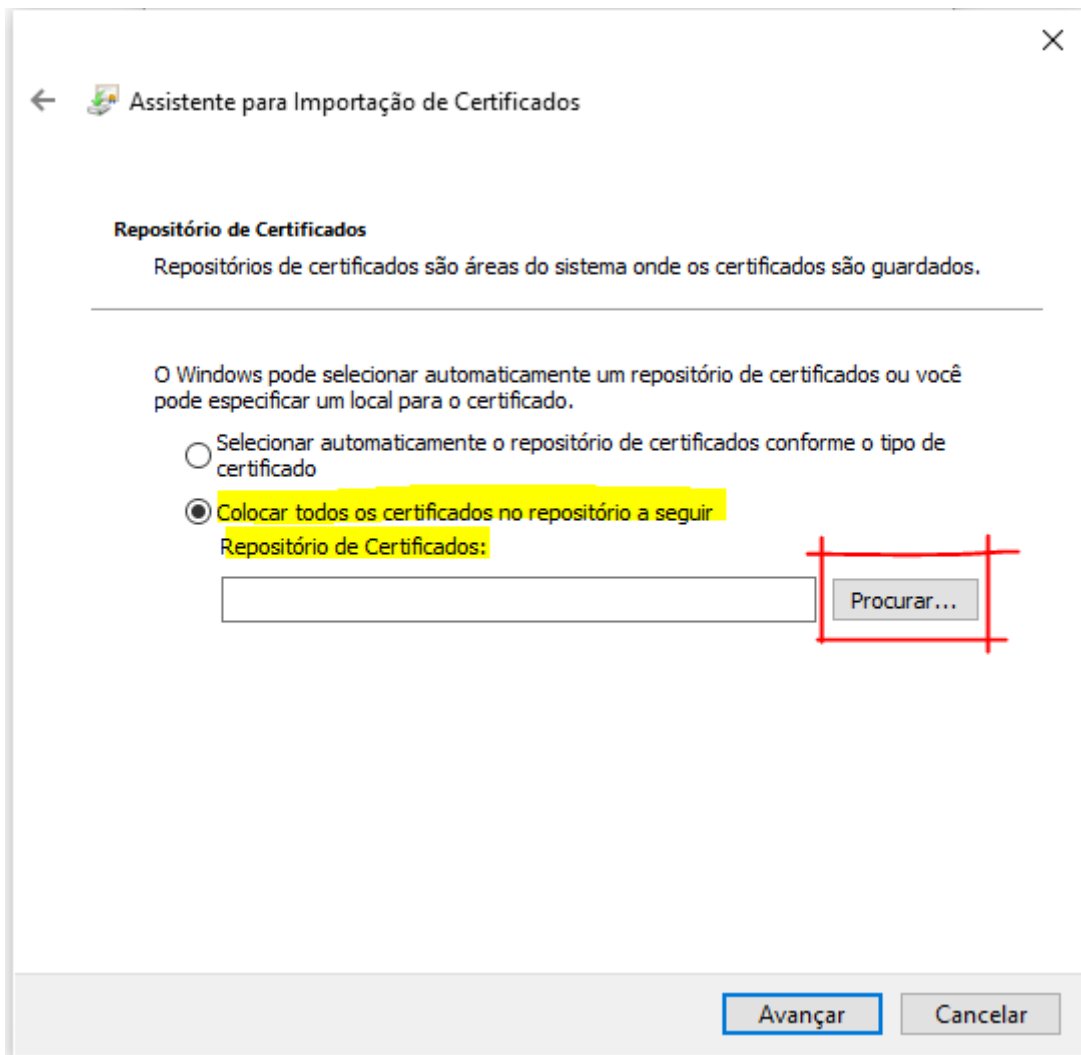 Assistente para Importação de Certificados
Repositório de Certificados
Repositórios de certificados são áreas do sistema onde os certificados são guardados.
O Windows pode selecionar automaticamente um repositório de certificados ou você
pode especificar um local para o certificado.
Selecionar automaticamente o repositório de certificados conforme o tipo de
certificado
Colocar todos os certificados no repositório a seguir
Repositório de Certificados:
Procurar...
Avançar
Cancelar